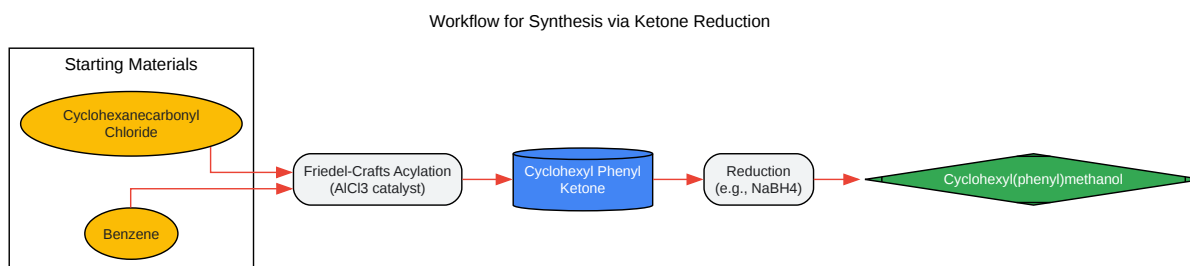 Workflow for Synthesis via Ketone Reduction
Starting Materials
Cyclohexanecarbonyl
Chloride
Benzene
Friedel-Crafts Acylation
(AlCl3 catalyst)
Cyclohexyl Phenyl
Ketone
Reduction
(e.g., NaBH4)
Cyclohexyl(phenyl)methanol